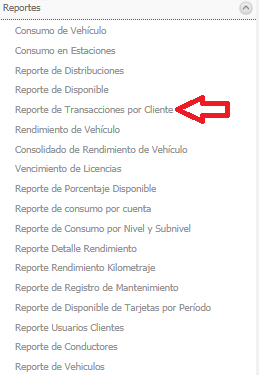 Reportes
Consumo de Vehículo
Consumo en Estaciones
Reporte de Distribuciones
Reporte de Disponible
Reporte de Transacciones por Cliente
Rendimiento de Vehículo
Consolidado de Rendimiento de Vehículo
Vencimiento de Licencias
Reporte de Porcentaje Disponible
Reporte de consumo por cuenta
Reporte de Consumo por Nivel y Subnivel
Reporte Detalle Rendimiento
Reporte Rendimiento Kilometraje
Reporte de Registro de Mantenimiento
Reporte de Disponible de Tarjetas por Período
Reporte Usuarios Clientes
Reporte de Conductores
Reporte de Vehiculos